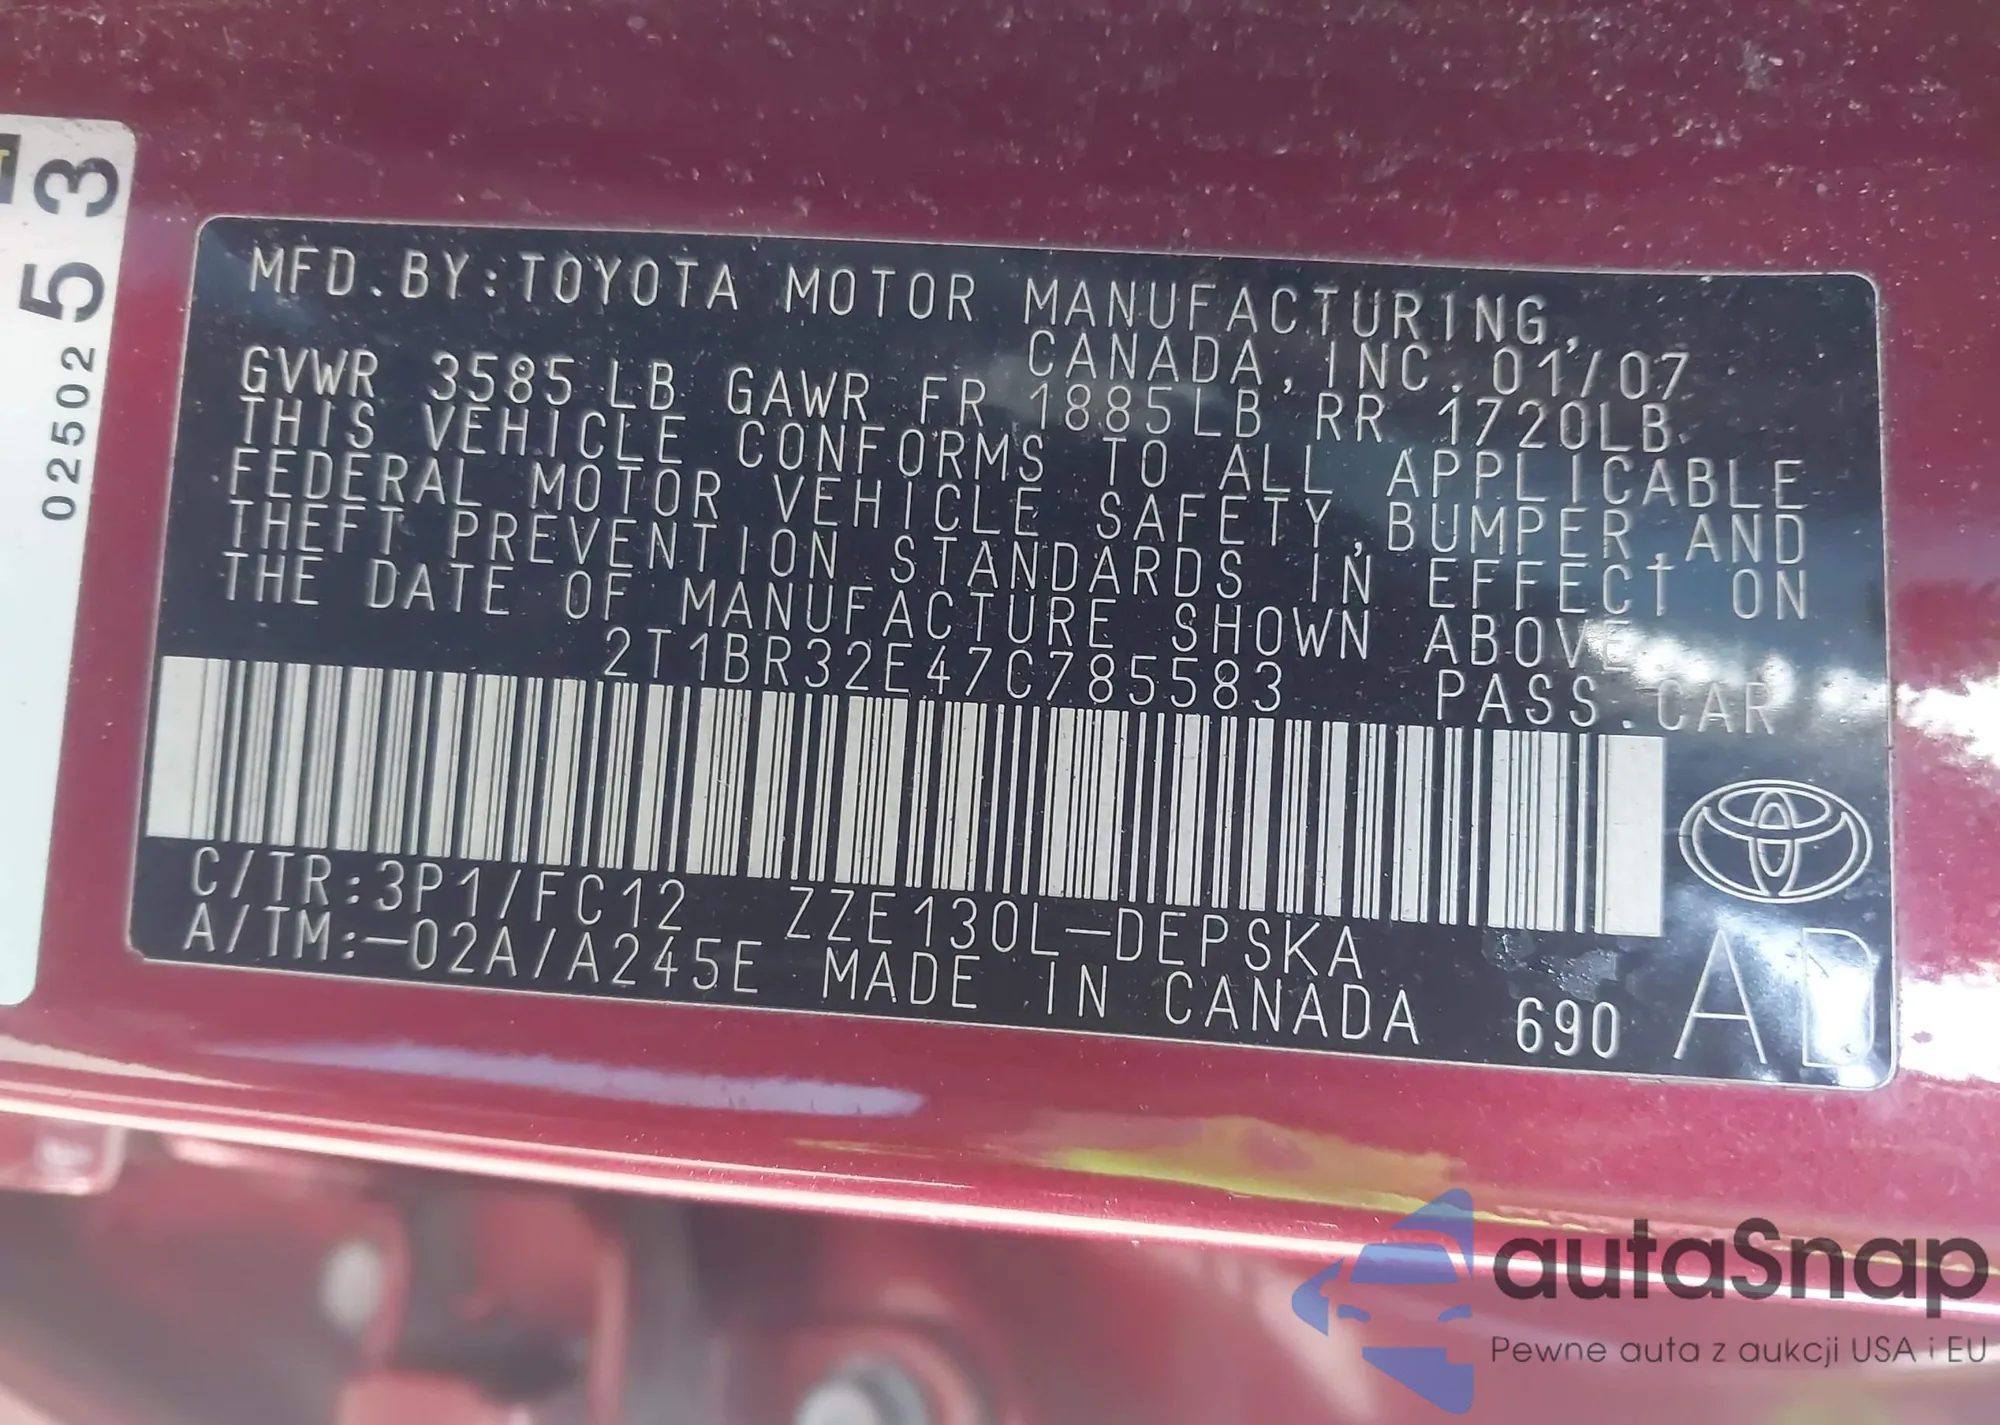 53
02502
MFD.BY:TOYOTA MOTOR MANUFACTURING,
CANADA,INC.01/07
GVWR 3585LB GAWR FR 1885LB RR 1720LB
THIS VEHICLE CONFORMS TO ALL APPLICABLE
FEDERAL MOTOR VEHICLE SAFETY,BUMPER,AND
THEFT PREVENTION STANDARDS IN EFFECT ON
THE DATE OF MANUFACTURE SHOWN ABOVE.
2T1BR32E47C785583 PASS.CAR
C/TR:3P1/FC12 ZZE130L-DEPSKA
A/TM:-02A/A245E MADE IN CANADA 690 AD
autaSnap
Pewne auta z aukcji USA i EU